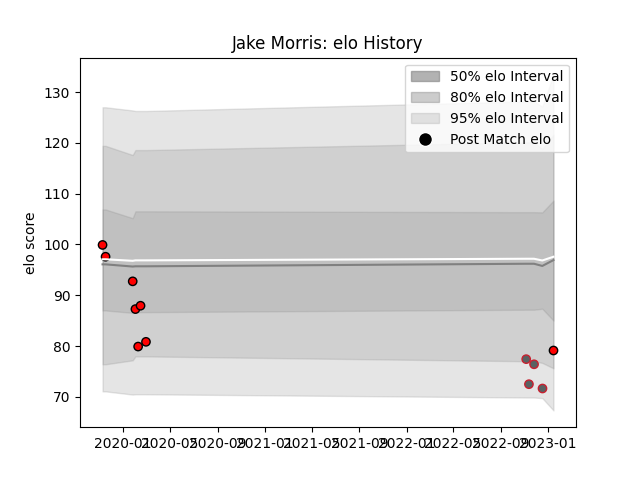 Jake Morris: elo History
50% elo Interval
80% elo Interval
95% elo Interval
Post Match elo
elo score
130
120
110
100
90
80
70
2020-01 2020-05 2020-09 2021-01 2021-05 2021-09 2022-01 2022-05 2022-09 2023-01